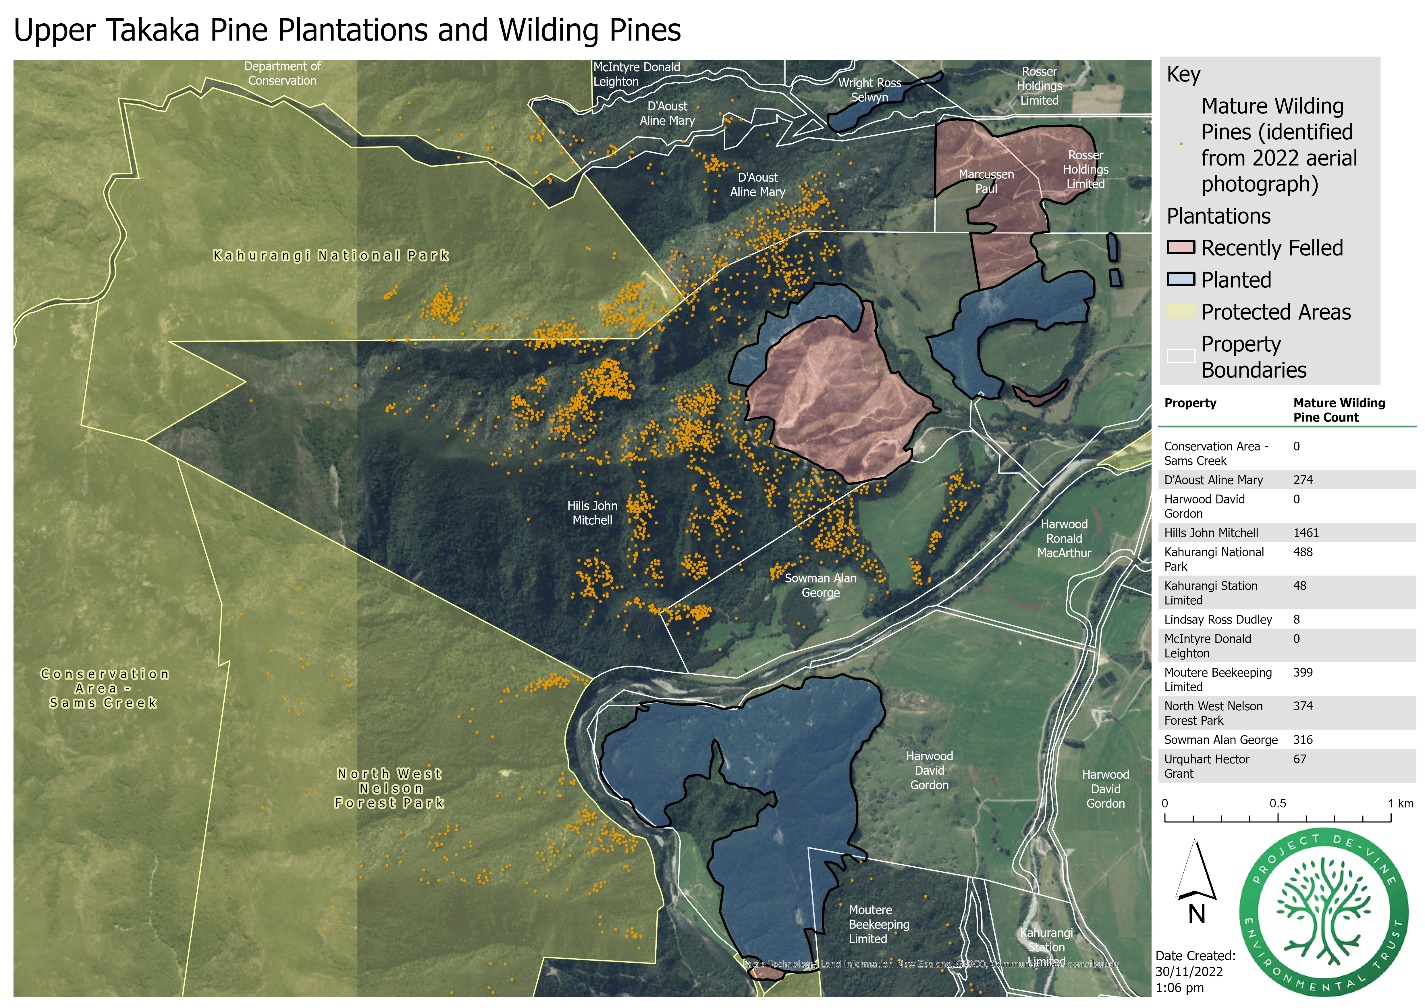 Upper Takaka Pine Plantations and Wilding Pines
Department of
Conservation
McIntyre Donald
Leighton
D'Aoust
Aline Mary
Wright Ross
Selwyn
Rosser
Holdings
Limited
D'Aoust
Aline Mary
Marcussen
Paul
Rosser
Holdings
Limited
Kahurangi National Park
Hills John
Mitchell
Harwood
Ronald
MacArthur
Sowman Alan
George
Conservation
Area -
Sams Creek
North West
Nelson
Forest Park
Harwood
David
Gordon
Harwood
David
Gordon
Moutere
Beekeeping
Limited
Kahurangi
Station
Limited
Key
Mature Wilding
Pines (identified
from 2022 aerial
photograph)
Plantations
Recently Felled
Planted
Protected Areas
Property
Boundaries
Property Mature Wilding
Pine Count
Conservation Area - 0
Sams Creek
D'Aoust Aline Mary 274
Harwood David 0
Gordon
Hills John Mitchell 1461
Kahurangi National 488
Park
Kahurangi Station 48
Limited
Lindsay Ross Dudley 8
McIntyre Donald 0
Leighton
Moutere Beekeeping 399
Limited
North West Nelson 374
Forest Park
Sowman Alan George 316
Urquhart Hector 67
Grant
0 0.5 1 km
N
PROJECT DE-VINE
ENVIRONMENTAL TRUST
Date Created:
30/11/2022
1:06 pm